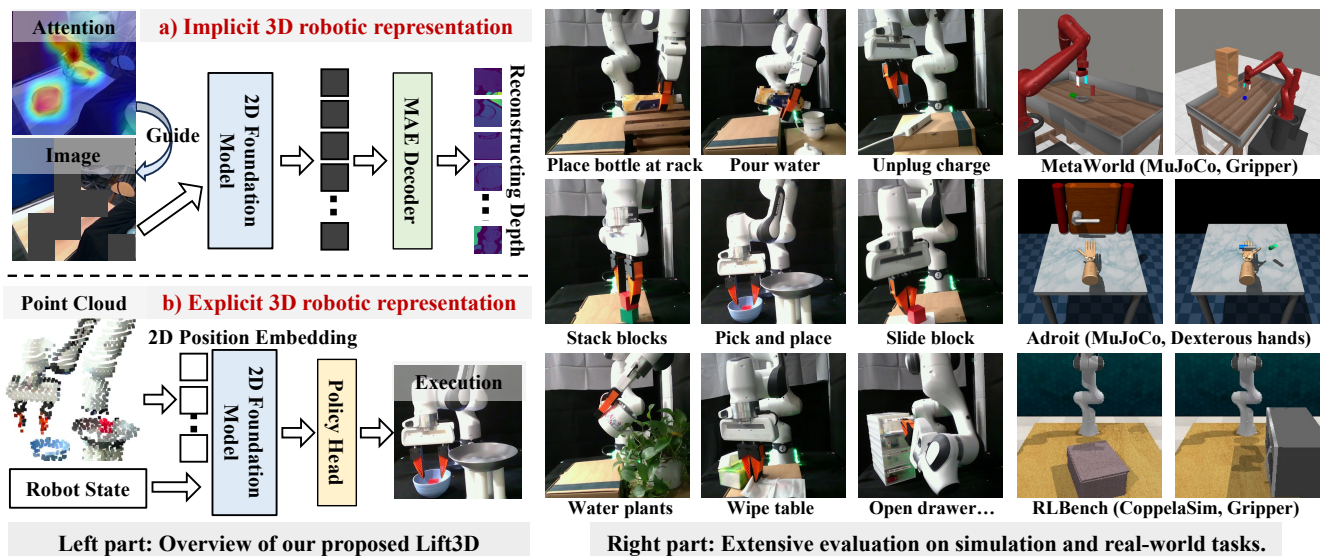 Attention
a) Implicit 3D robotic representation
Guide
Image
2D Foundation
Model
MAE Decoder
Reconstructing Depth
Point Cloud
b) Explicit 3D robotic representation
2D Position Embedding
2D Foundation
Model
Policy Head
Execution
Robot State
Left part: Overview of our proposed Lift3D
Place bottle at rack
Pour water
Unplug charge
MetaWorld (MuJoCo, Gripper)
Stack blocks
Pick and place
Slide block
Adroit (MuJoCo, Dexterous hands)
Water plants
Wipe table
Open drawer…
RLBench (CoppelaSim, Gripper)
Right part: Extensive evaluation on simulation and real-world tasks.